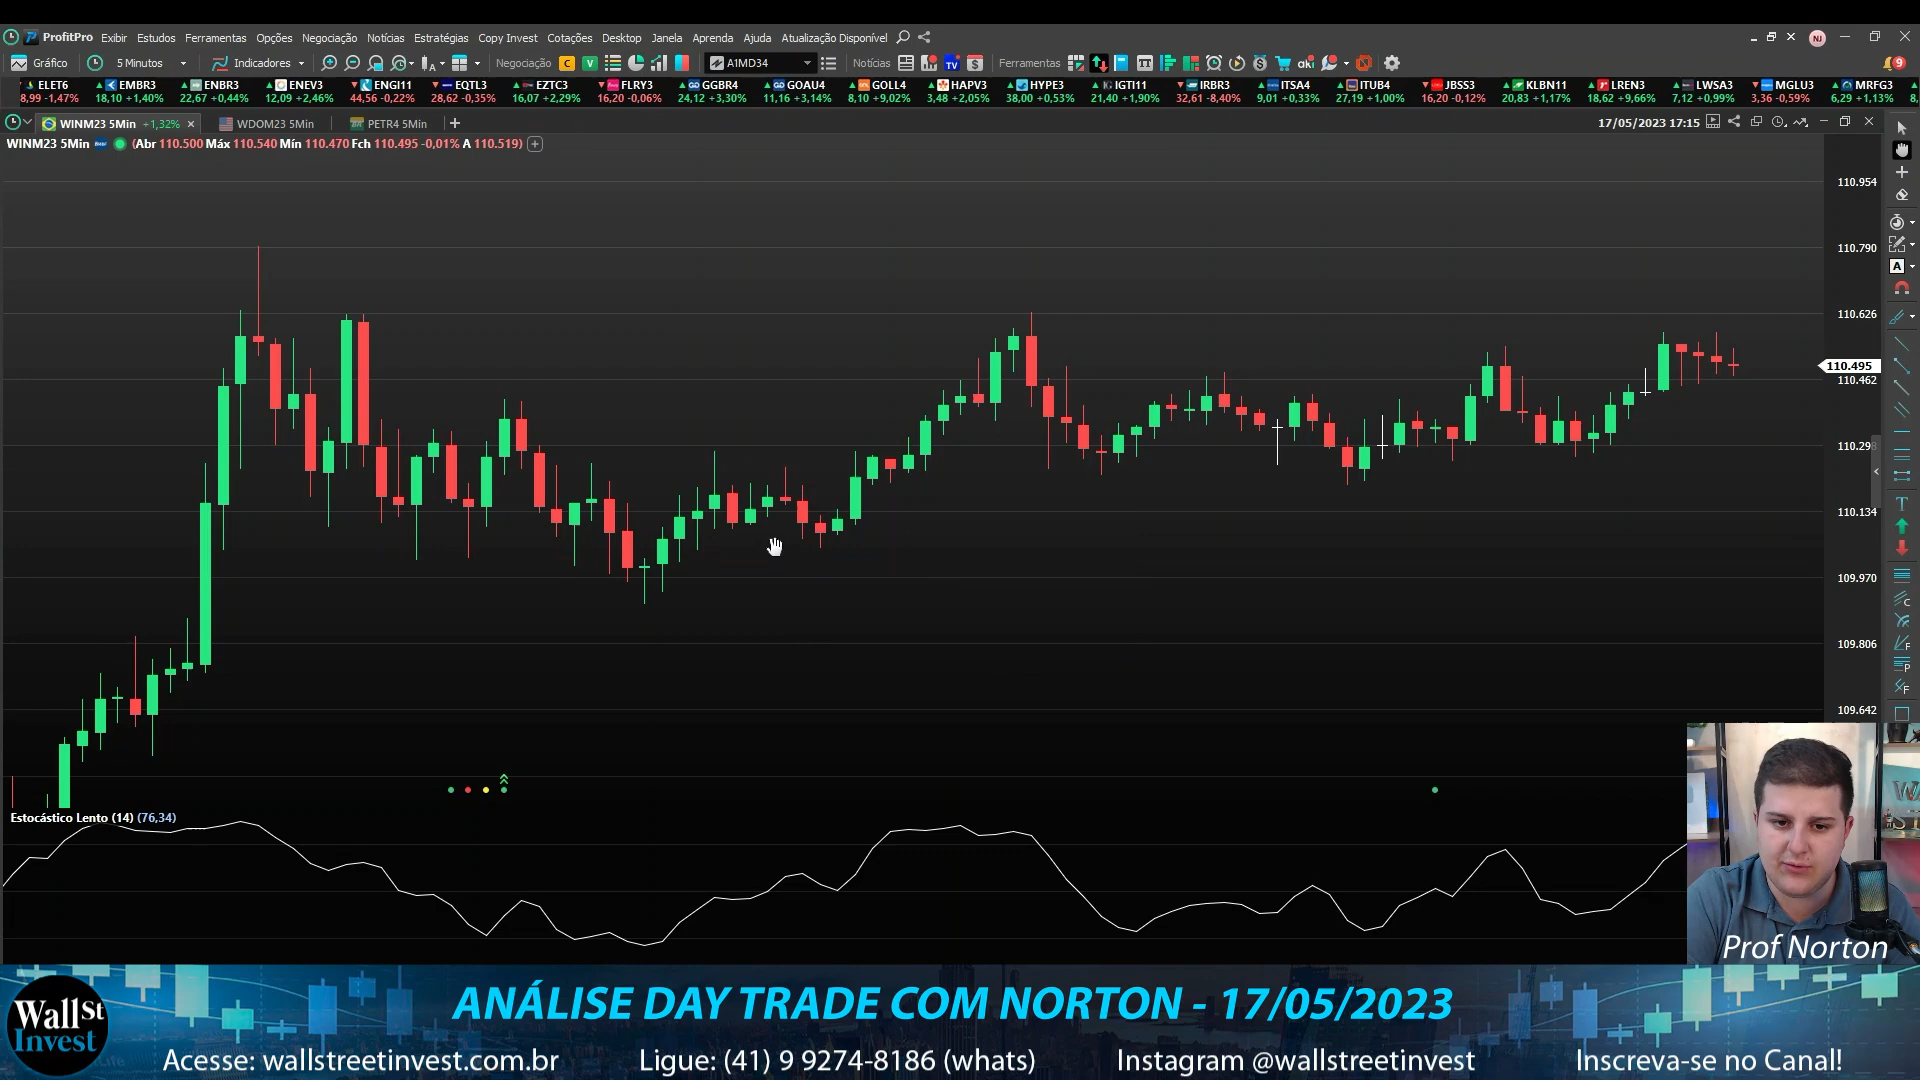 ProfitPro Exibir Estudos Ferramentas Opções Negociação Notícias Estratégias Copy Invest Cotações Desktop Janela Aprenda Ajuda Atualização Disponível NJ
Gráfico 5 Minutos Indicadores Negociação C V A1MD34 Notícias TV Ferramentas aki 9
ELET6 EMBR3 ENBR3 ENEV3 ENGI11 EQTL3 EZTC3 FLRY3 GGBR4 GOAU4 GOLL4 HAPV3 HYPE3 IGTI11 IRBR3 ITSA4 ITUB4 JBSS3 KLBN11 LREN3 LWSA3 MGLU3 MRFG3
8,99 -1,47% 18,10 +1,40% 22,67 +0,44% 12,09 +2,46% 44,56 -0,22% 28,62 -0,35% 16,07 +2,29% 16,20 -0,06% 24,12 +3,30% 11,16 +3,14% 8,10 +9,02% 3,48 +2,05% 38,00 +0,53% 21,40 +1,90% 32,61 -8,40% 9,01 +0,33% 27,19 +1,00% 16,20 -0,12% 20,83 +1,17% 18,62 +9,66% 7,12 +0,99% 3,36 -0,59% 6,29 +1,13% 8,
WINM23 5Min +1,32% WDOM23 5Min PETR4 5Min 17/05/2023 17:15
WINM23 5Min (Abr 110.500 Máx 110.540 Mín 110.470 Fch 110.495 -0,01% A 110.519)
110.954
110.790
110.626
110.495
110.462
110.298
110.134
109.970
109.806
109.642
Estocástico Lento (14) (76,34)
Prof Norton
Wall St
Invest
ANÁLISE DAY TRADE COM NORTON - 17/05/2023
Acesse: wallstreetinvest.com.br Ligue: (41) 9 9274-8186 (whats) Instagram @wallstreetinvest Inscreva-se no Canal!